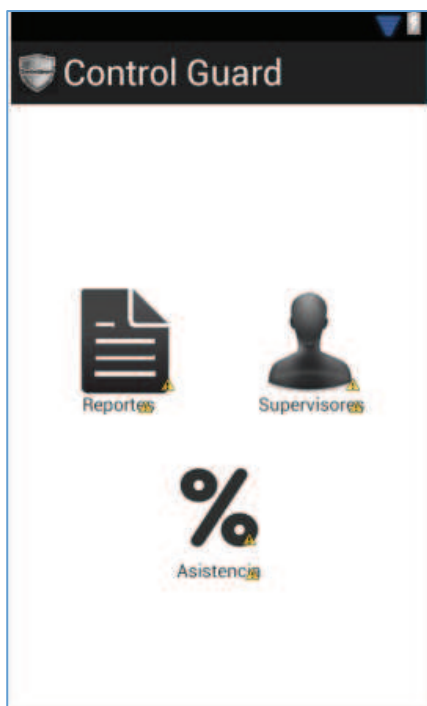 Control Guard
Reportes
Supervisores
%
Asistencia